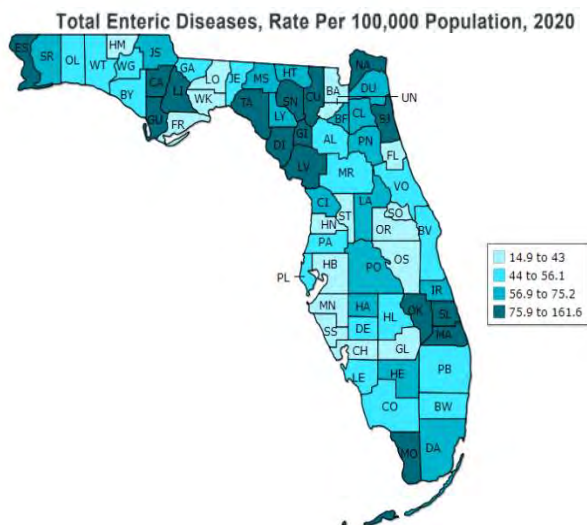 Total Enteric Diseases, Rate Per 100,000 Population, 2020
ES
SR
OL
WT
HM
JS
WG
BY
CA
GU
LI
GA
LO
WK
FR
JE
MS
TA
HT
LY
SN
DI
GI
LV
CU
BA
UN
NA
DU
BF
CL
SJ
PN
AL
FL
MR
VO
LA
CI
ST
SO
HN
OR
BV
PA
OS
PL
HB
PO
IR
MN
HA
HL
OK
SL
SS
DE
MA
CH
GL
LE
HE
PB
CO
BW
MO
DA
14.9 to 43
44 to 56.1
56.9 to 75.2
75.9 to 161.6